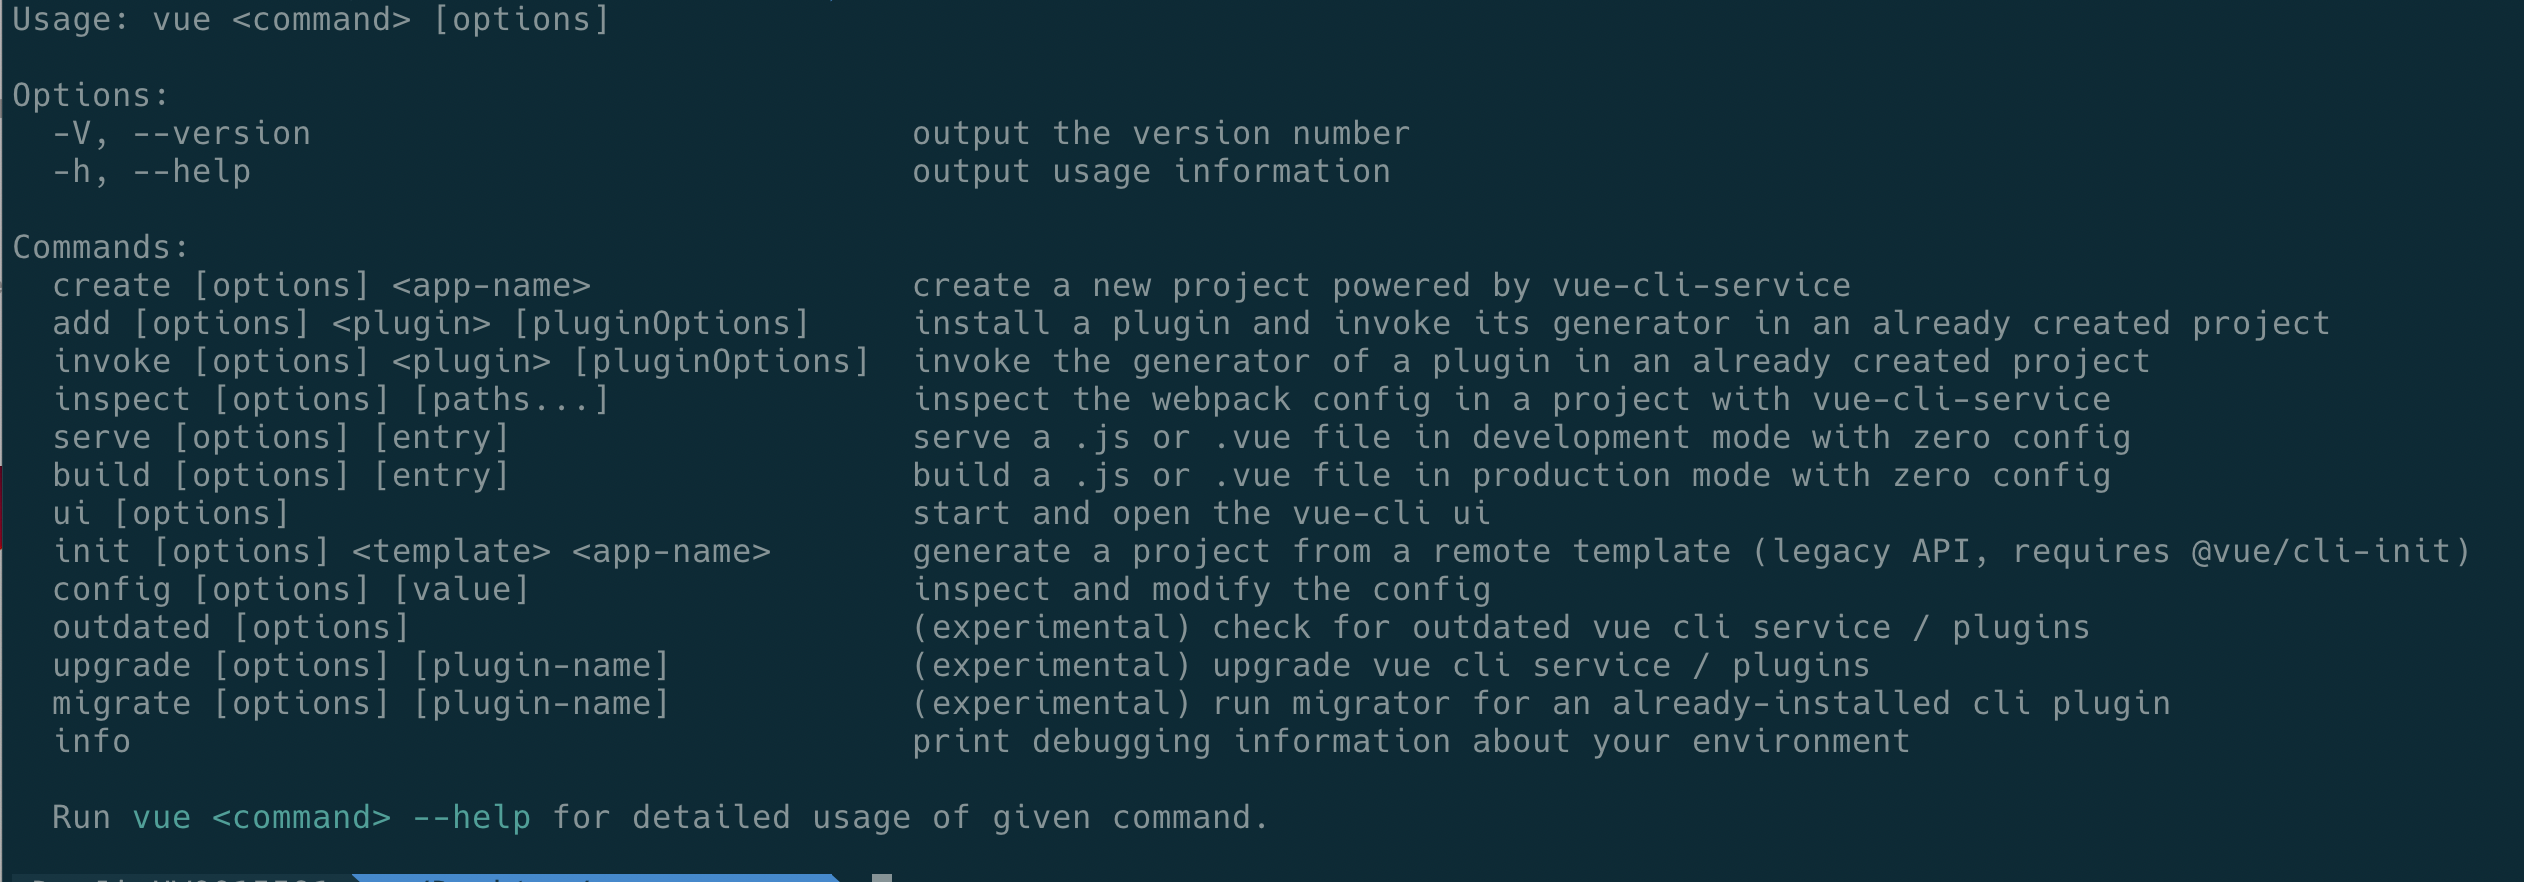 Usage: vue <command> [options]

Options:
  -V, --version                              output the version number
  -h, --help                                 output usage information

Commands:
  create [options] <app-name>                create a new project powered by vue-cli-service
  add [options] <plugin> [pluginOptions]     install a plugin and invoke its generator in an already created project
  invoke [options] <plugin> [pluginOptions]  invoke the generator of a plugin in an already created project
  inspect [options] [paths...]               inspect the webpack config in a project with vue-cli-service
  serve [options] [entry]                    serve a .js or .vue file in development mode with zero config
  build [options] [entry]                    build a .js or .vue file in production mode with zero config
  ui [options]                               start and open the vue-cli ui
  init [options] <template> <app-name>       generate a project from a remote template (legacy API, requires @vue/cli-init)
  config [options] [value]                   inspect and modify the config
  outdated [options]                         (experimental) check for outdated vue cli service / plugins
  upgrade [options] [plugin-name]            (experimental) upgrade vue cli service / plugins
  migrate [options] [plugin-name]            (experimental) run migrator for an already-installed cli plugin
  info                                       print debugging information about your environment

  Run vue <command> --help for detailed usage of given command.